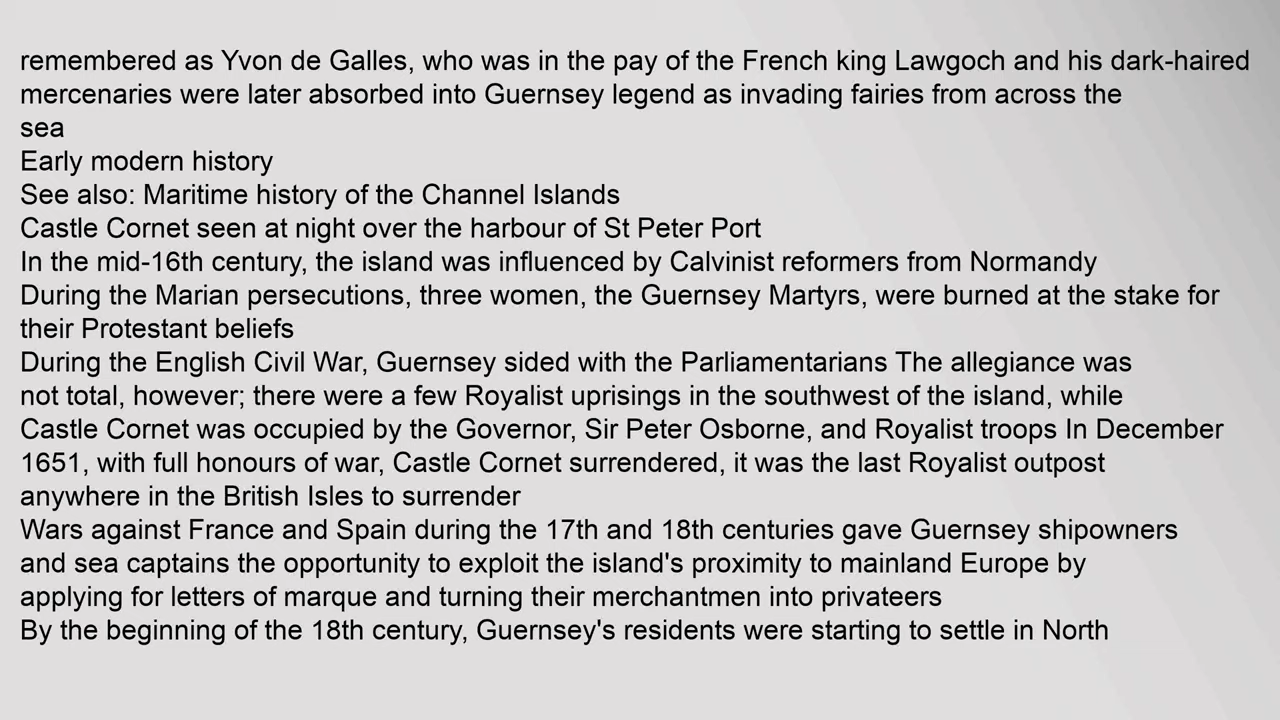 remembered as Yvon de Galles, who was in the pay of the French king Lawgoch and his dark-haired
mercenaries were later absorbed into Guernsey legend as invading fairies from across the
sea
Early modern history
See also: Maritime history of the Channel Islands
Castle Cornet seen at night over the harbour of St Peter Port
In the mid-16th century, the island was influenced by Calvinist reformers from Normandy
During the Marian persecutions, three women, the Guernsey Martyrs, were burned at the stake for
their Protestant beliefs
During the English Civil War, Guernsey sided with the Parliamentarians The allegiance was
not total, however; there were a few Royalist uprisings in the southwest of the island, while
Castle Cornet was occupied by the Governor, Sir Peter Osborne, and Royalist troops In December
1651, with full honours of war, Castle Cornet surrendered, it was the last Royalist outpost
anywhere in the British Isles to surrender
Wars against France and Spain during the 17th and 18th centuries gave Guernsey shipowners
and sea captains the opportunity to exploit the island's proximity to mainland Europe by
applying for letters of marque and turning their merchantmen into privateers
By the beginning of the 18th century, Guernsey's residents were starting to settle in North